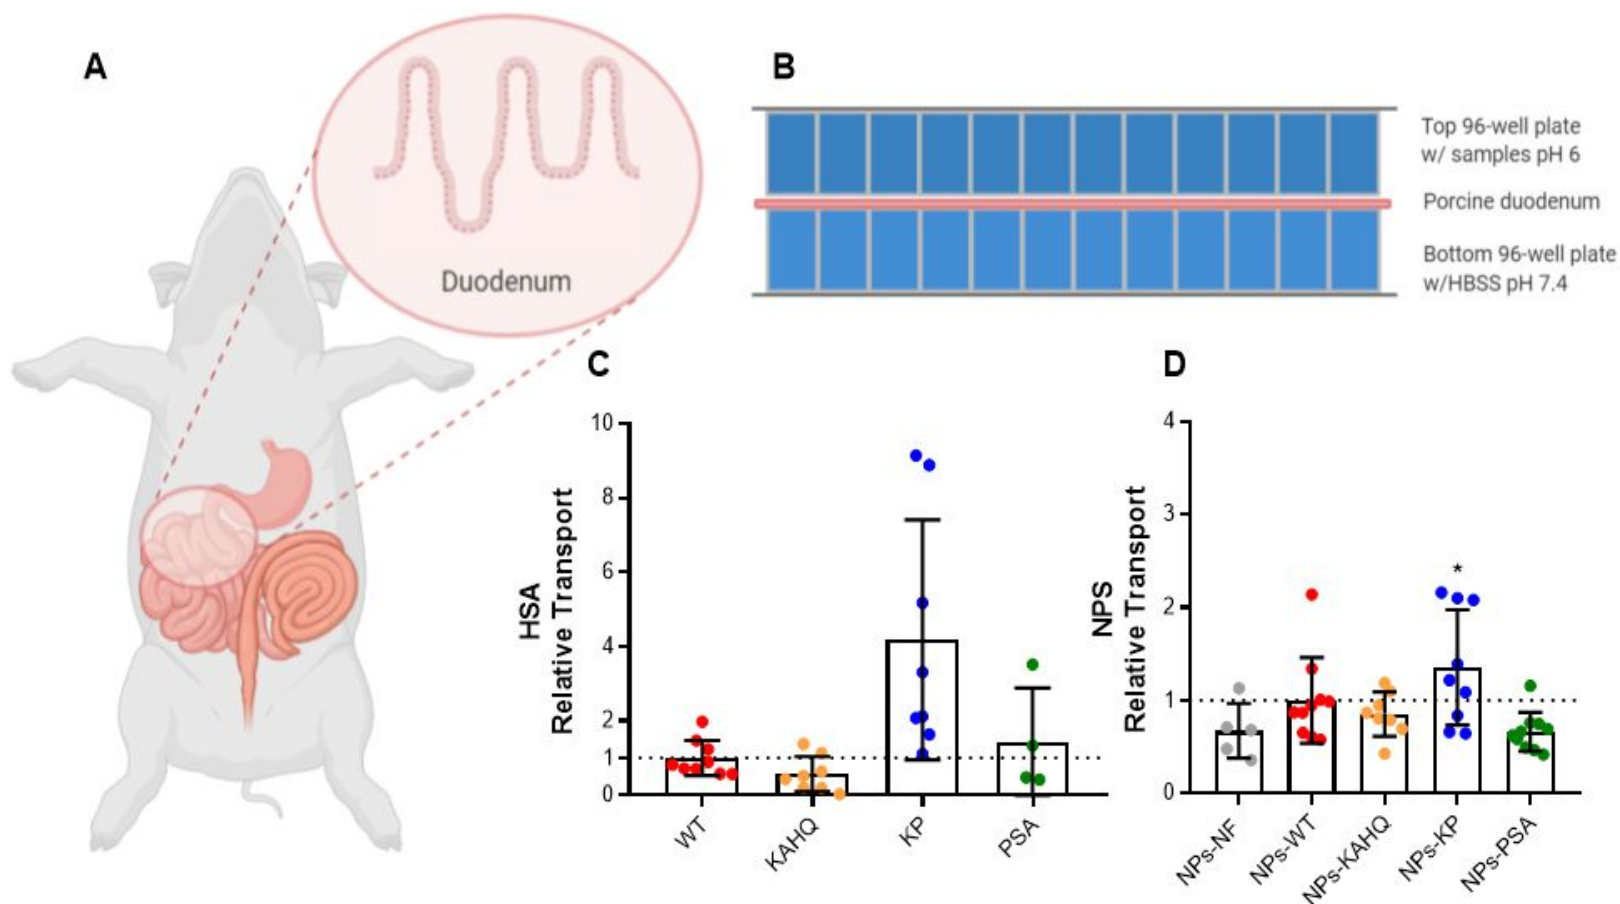 A
Duodenum
B
Top 96-well plate
w/ samples pH 6
Porcine duodenum
Bottom 96-well plate
w/HBSS pH 7.4
C
HSA
Relative Transport
10
8
6
4
2
1
0
WT
KAHQ
KP
PSA
D
NPS
Relative Transport
4
3
2
1
0
*
NPs-NF
NPs-WT
NPs-KAHQ
NPs-KP
NPs-PSA